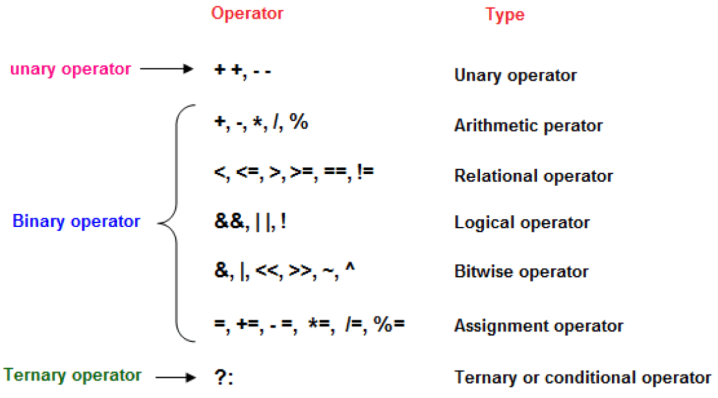 Operator Type
unary operator + +, - - Unary operator
+, -, *, /, % Arithmetic perator
<, <=, >, >=, ==, != Relational operator
Binary operator &&, | |, ! Logical operator
&, |, <<, >>, ~, ^ Bitwise operator
=, +=, - =, *=, /=, %= Assignment operator
Ternary operator ?: Ternary or conditional operator